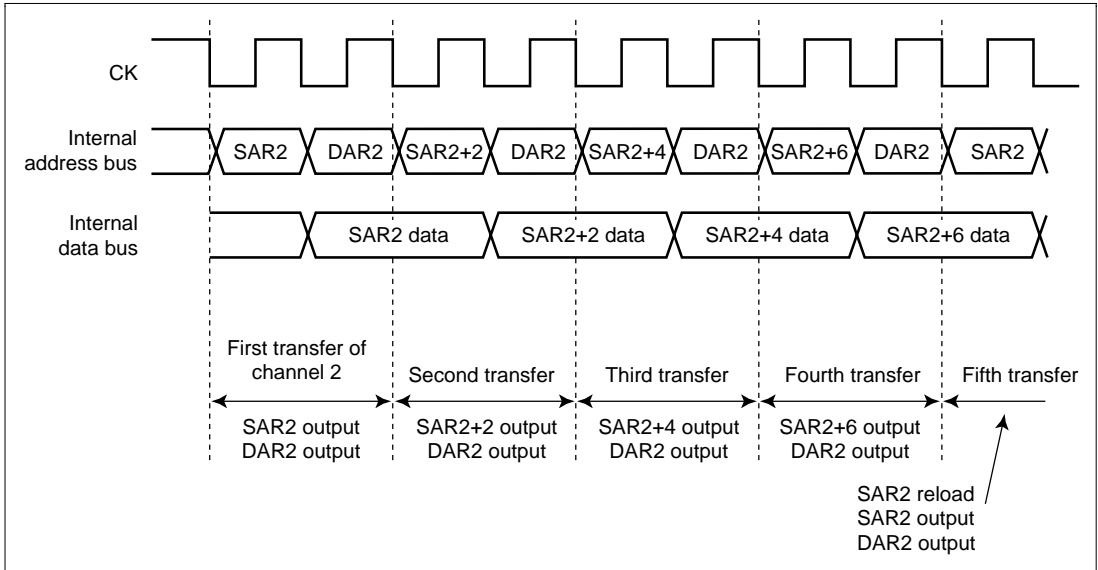 CK
Internal
address bus
SAR2 DAR2 SAR2+2 DAR2 SAR2+4 DAR2 SAR2+6 DAR2 SAR2
Internal
data bus
SAR2 data SAR2+2 data SAR2+4 data SAR2+6 data
First transfer of
channel 2
Second transfer
Third transfer
Fourth transfer
Fifth transfer
SAR2 output
DAR2 output
SAR2+2 output
DAR2 output
SAR2+4 output
DAR2 output
SAR2+6 output
DAR2 output
SAR2 reload
SAR2 output
DAR2 output